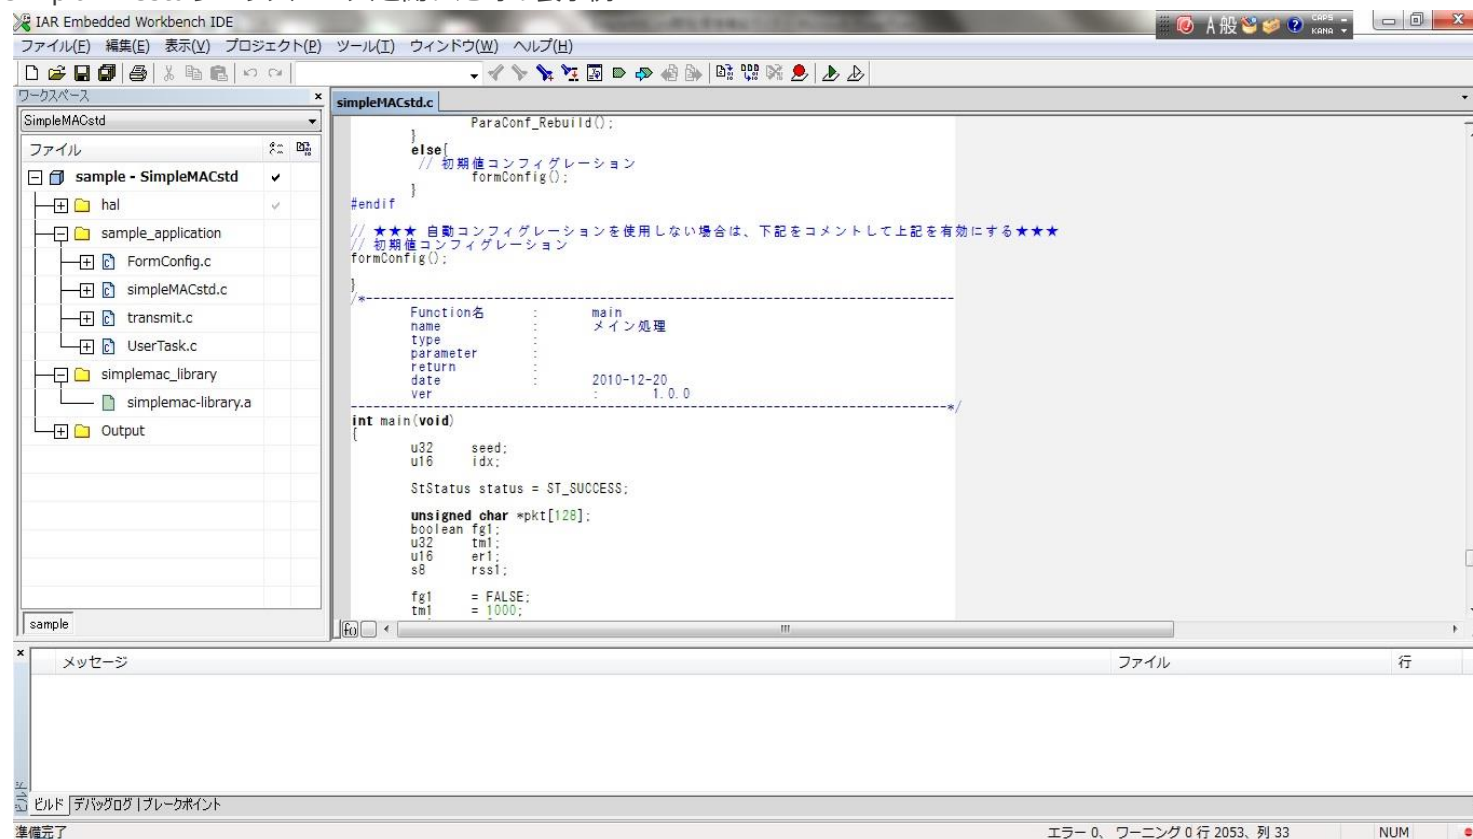 IAR Embedded Workbench IDE
A 般 CAPS KANA
ファイル(F) 編集(E) 表示(V) プロジェクト(P) ツール(T) ウィンドウ(W) ヘルプ(H)
ワークスペース
SimpleMACstd
ファイル
sample - SimpleMACstd
hal
sample_application
FormConfig.c
simpleMACstd.c
transmit.c
UserTask.c
simplemac_library
simplemac-library.a
Output
sample
simpleMACstd.c
ParaConf_Rebuild();
}
else{
// 初期値コンフィグレーション
formConfig();
}
#endif
// ★★★ 自動コンフィグレーションを使用しない場合は、下記をコメントして上記を有効にする★★★
// 初期値コンフィグレーション
formConfig();
}
/*------------------------------------------------------------------------------
Function名 : main
name : メイン処理
type :
parameter :
return :
date : 2010-12-20
ver : 1.0.0
-------------------------------------------------------------------------------*/
int main(void)
{
u32 seed;
u16 idx;
StStatus status = ST_SUCCESS;
unsigned char *pkt[128];
boolean fg1;
u32 tm1;
u16 er1;
s8 rss1;
fg1 = FALSE;
tm1 = 1000;
メッセージ ファイル 行
ビルド
ビルド デバッグログ ブレークポイント
準備完了 エラー 0、 ワーニング 0 行 2053、列 33 NUM